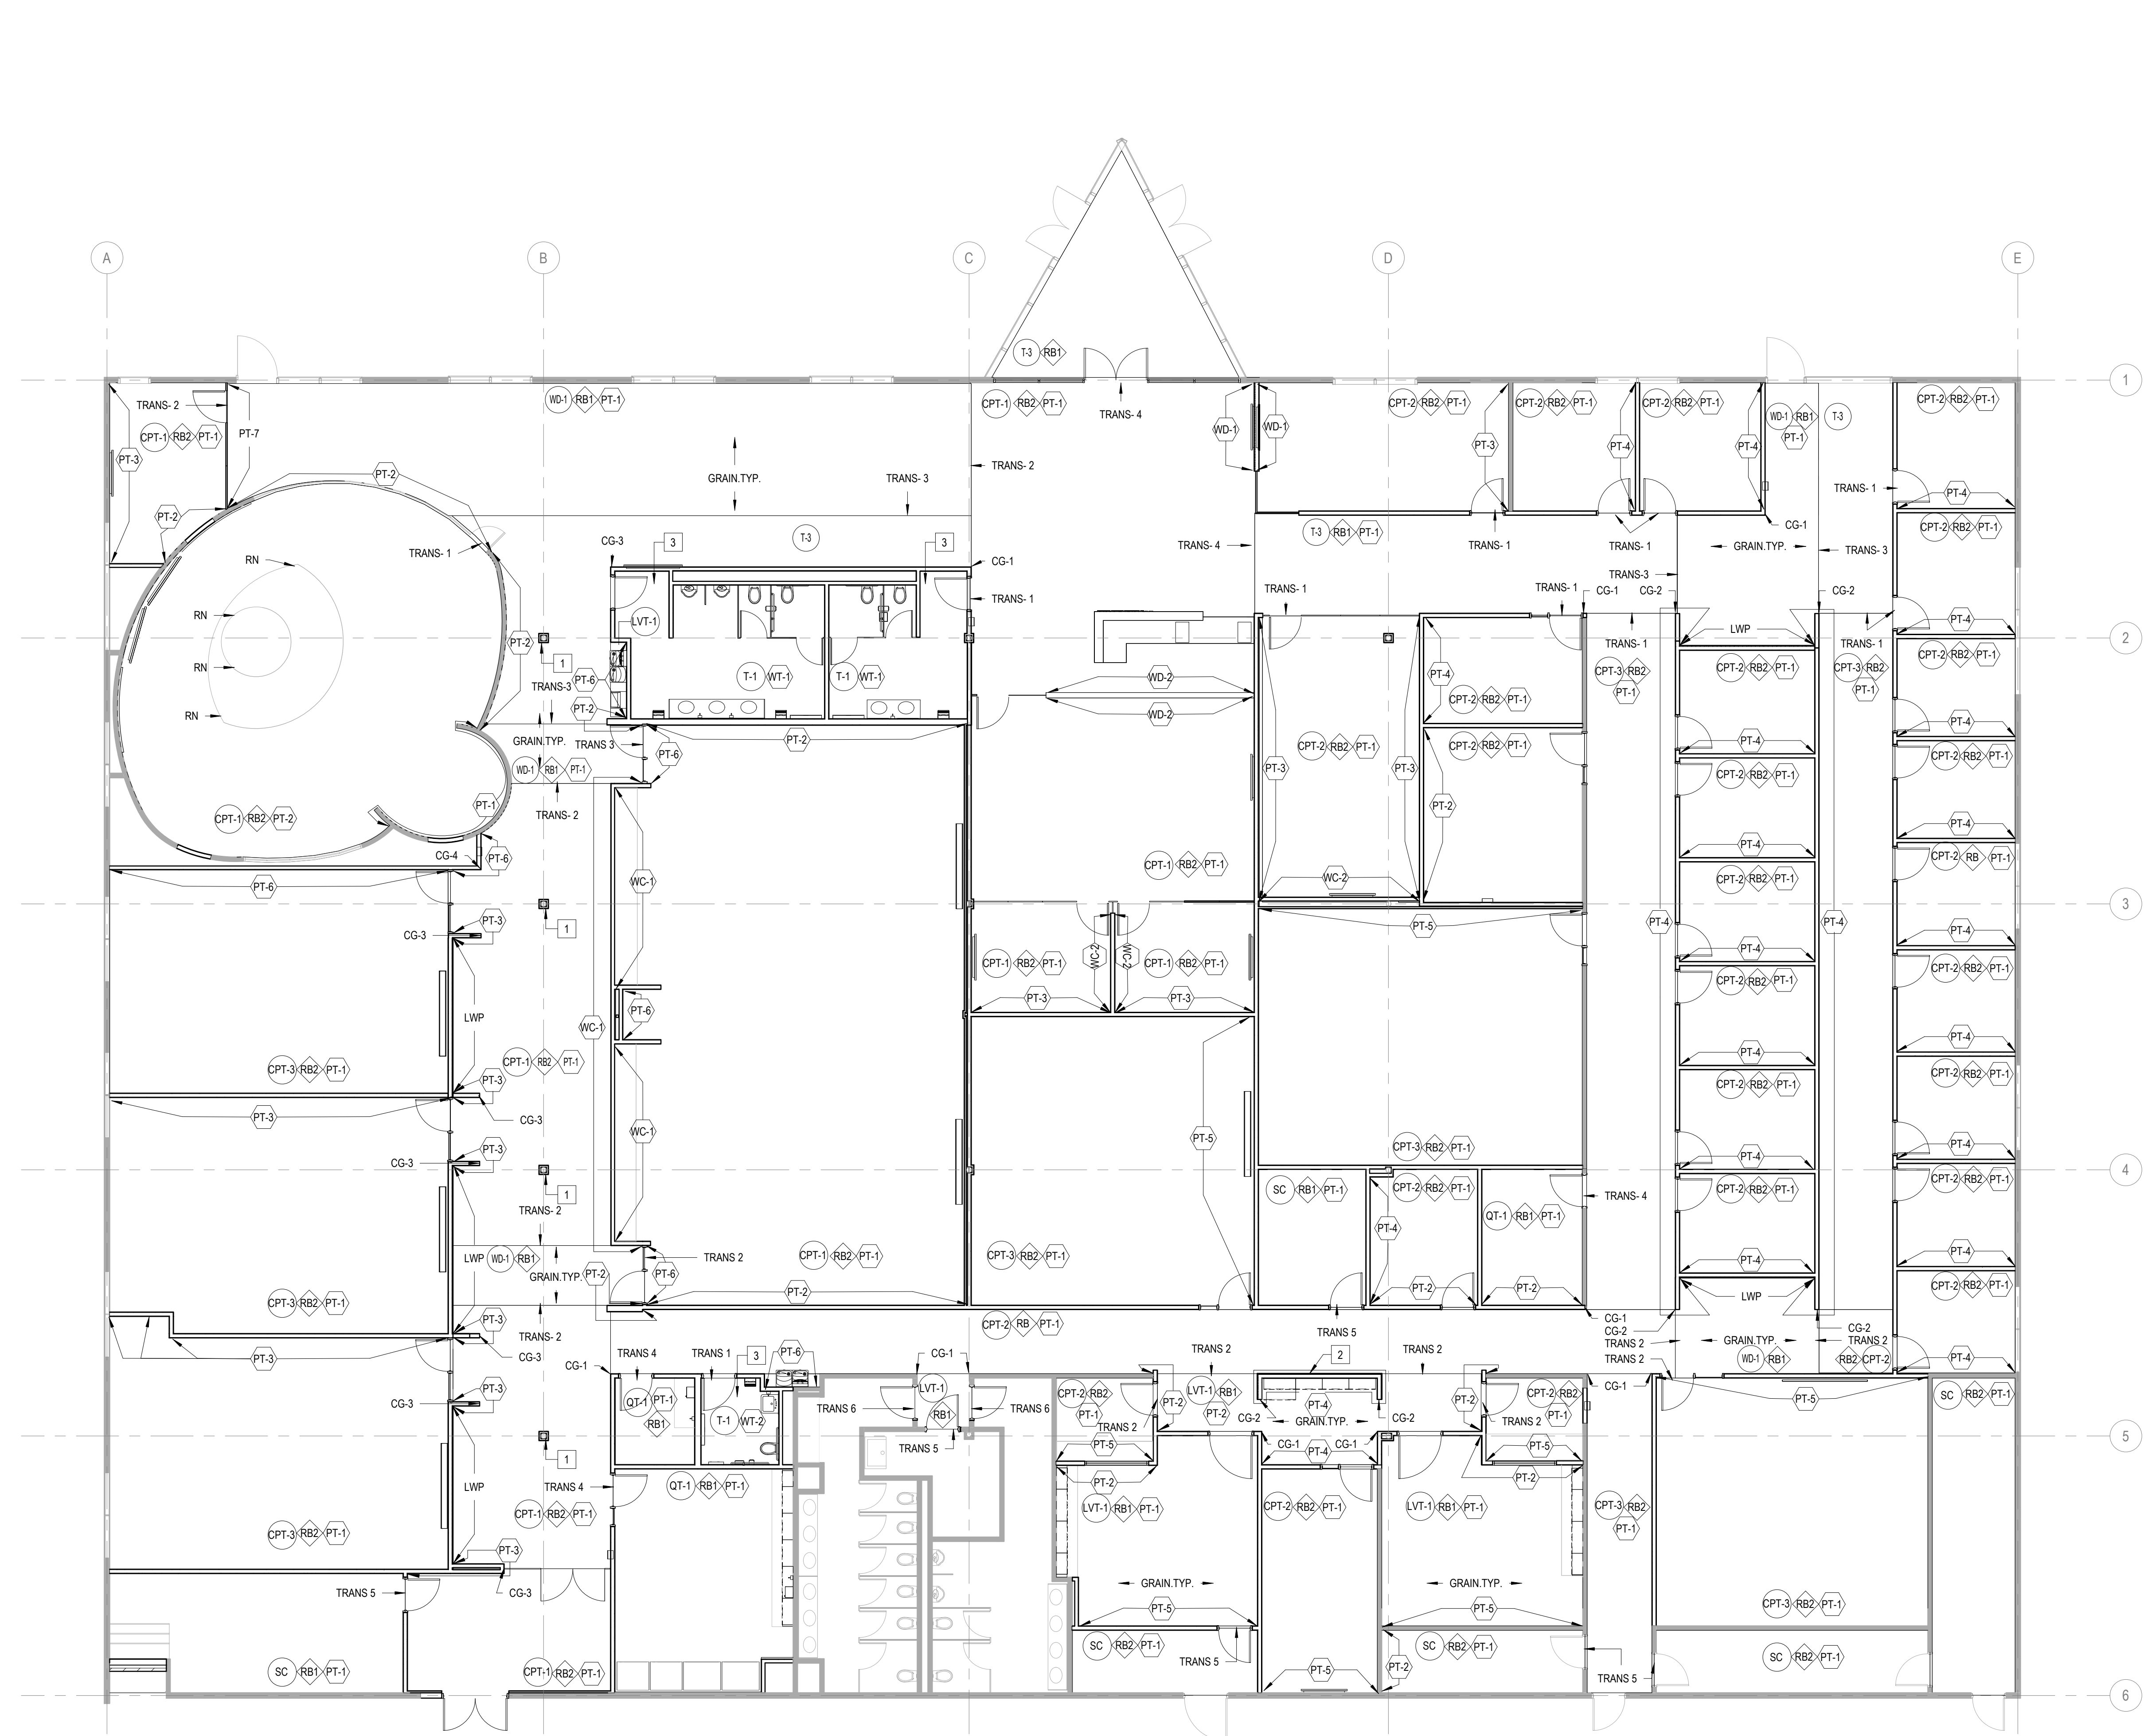 A
B
C
D
E
T-3 RB1
1
TRANS- 2
WD-1 RB1 PT-1
CPT-1 RB2 PT-1
TRANS- 4
CPT-2 RB2 PT-1
CPT-2 RB2 PT-1
CPT-2 RB2 PT-1
WD-1 RB1 T-3
PT-1
CPT-2 RB2 PT-1
CPT-1 RB2 PT-1
PT-7
WD-1
WD-1
PT-3
PT-4
PT-4
PT-3
PT-2
TRANS- 2
GRAIN.TYP.
TRANS- 3
TRANS- 1
PT-4
PT-2
CG-1
CPT-2 RB2 PT-1
T-3
T-3 RB1 PT-1
TRANS- 4
TRANS- 1
TRANS- 1
GRAIN.TYP.
TRANS- 3
CG-3
3
3
TRANS- 1
RN
CG-1
TRANS-3
TRANS- 1
TRANS- 1
TRANS- 1
CG-1
CG-2
CG-2
RN
LVT-1
PT-4
LWP
2
TRANS- 1
TRANS- 1
PT-2
1
RN
T-1 WT-1
T-1 WT-1
WD-2
PT-4
CPT-3 RB2
PT-1
CPT-2 RB2 PT-1
CPT-3 RB2
PT-1
CPT-2 RB2 PT-1
PT-6
TRANS-3
PT-2
RN
WD-2
CPT-2 RB2 PT-1
PT-4
GRAIN.TYP.
TRANS 3
PT-2
PT-6
CPT-2 RB2 PT-1
CPT-2 RB2 PT-1
PT-4
CPT-2 RB2 PT-1
WD-1 RB1 PT-1
PT-3
PT-3
CPT-2 RB2 PT-1
PT-1
TRANS- 2
PT-2
CPT-1 RB2 PT-2
PT-4
PT-4
CG-4
PT-6
CPT-1 RB2 PT-1
CPT-2 RB PT-1
PT-6
WC-1
WC-2
CPT-2 RB2 PT-1
3
PT-3
CG-3
1
PT-5
PT-4
PT-4
PT-4
PT-4
WC-2
WC-2
CPT-1 RB2 PT-1
CPT-1 RB2 PT-1
CPT-2 RB2 PT-1
CPT-2 RB2 PT-1
PT-3
PT-3
LWP
PT-6
WC-1
PT-4
PT-4
CPT-3 RB2 PT-1
CPT-1 RB2 PT-1
PT-3
CPT-2 RB2 PT-1
CPT-2 RB2 PT-1
PT-3
CG-3
WC-1
PT-5
CPT-3 RB2 PT-1
PT-4
PT-4
PT-3
CG-3
4
1
SC RB1 PT-1
CPT-2 RB2 PT-1
TRANS- 4
CPT-2 RB2 PT-1
CPT-2 RB2 PT-1
TRANS- 2
QT-1 RB1 PT-1
PT-4
LWP
WD-1 RB1
TRANS 2
CPT-1 RB2 PT-1
CPT-3 RB2 PT-1
PT-4
PT-4
GRAIN.TYP.
PT-2
PT-6
PT-2
PT-2
PT-2
CPT-2 RB2 PT-1
CPT-3 RB2 PT-1
LWP
PT-3
TRANS- 2
CPT-2 RB PT-1
TRANS 5
CG-1
CG-2
CG-2
TRANS 2
GRAIN.TYP.
TRANS 2
PT-3
CG-3
CG-1
TRANS 4
TRANS 1
3
PT-6
CG-1
TRANS 2
2
TRANS 2
TRANS 2
WD-1 RB1
RB2 CPT-2
PT-4
PT-3
CG-3
QT-1 PT-1
RB1
T-1 WT-2
LVT-1
RB1
TRANS 6
TRANS 6
CPT-2 RB2
PT-1
TRANS 2
PT-2
LVT-1 RB1
PT-2
CG-2
PT-4
GRAIN.TYP.
CG-2
PT-2
CPT-2 RB2
PT-1
TRANS 2
CG-1
PT-5
SC RB2 PT-1
5
1
TRANS 5
PT-5
CG-1
PT-4
CG-1
PT-5
PT-2
PT-2
LWP
TRANS 4
QT-1 RB1 PT-1
CPT-1 RB2 PT-1
LVT-1 RB1 PT-1
CPT-2 RB2 PT-1
LVT-1 RB1 PT-1
CPT-3 RB2
PT-1
CPT-3 RB2 PT-1
PT-3
TRANS 5
CG-3
GRAIN.TYP.
GRAIN.TYP.
PT-5
PT-5
CPT-3 RB2 PT-1
SC RB2 PT-1
SC RB2 PT-1
SC RB2 PT-1
TRANS 5
PT-5
PT-2
TRANS 5
SC RB1 PT-1
CPT-1 RB2 PT-1
6